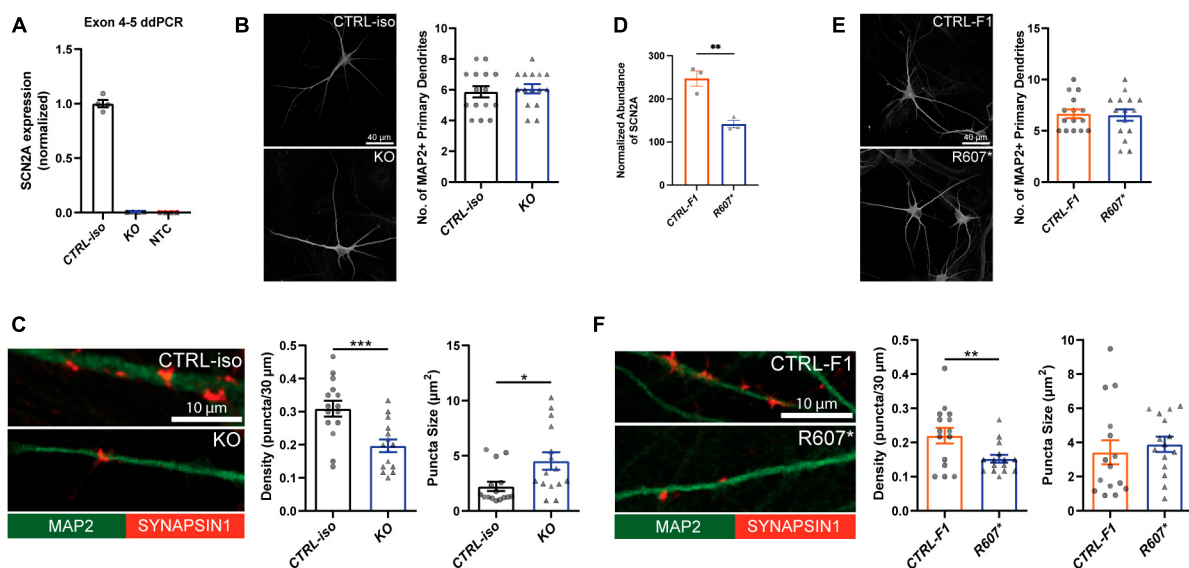 A
Exon 4-5 ddPCR
SCN2A expression
(normalized)
1.5
1.0
0.5
0.0
CTRL-iso
KO
NTC
B
CTRL-iso
40 µm
KO
No. of MAP2+ Primary Dendrites
10
8
6
4
2
0
CTRL-iso
KO
D
Normalized Abundance
of SCN2A
300
250
200
150
100
0
**
CTRL-F1
R607*
E
CTRL-F1
40 µm
R607*
No. of MAP2+ Primary Dendrites
15
10
5
0
CTRL-F1
R607*
C
CTRL-iso
10 µm
KO
MAP2
SYNAPSIN1
Density (puncta/30 µm)
0.5
0.4
0.3
0.2
0.1
0.0
***
CTRL-iso
KO
Puncta Size (µm²)
15
10
5
0
*
CTRL-iso
KO
F
CTRL-F1
10 µm
R607*
MAP2
SYNAPSIN1
Density (puncta/30 µm)
0.5
0.4
0.3
0.2
0.1
0.0
**
CTRL-F1
R607*
Puncta Size (µm²)
10
8
6
4
2
0
CTRL-F1
R607*